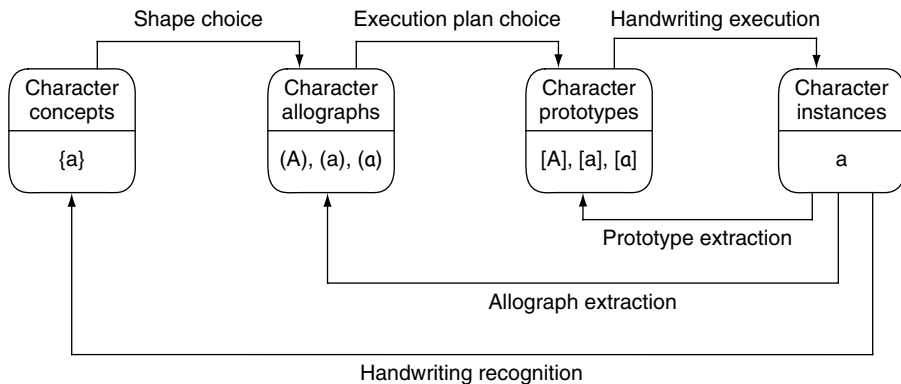 Shape choice
Execution plan choice
Handwriting execution
Character
concepts
{a}
Character
allographs
(A), (a), (ɑ)
Character
prototypes
[A], [a], [ɑ]
Character
instances
a
Prototype extraction
Allograph extraction
Handwriting recognition